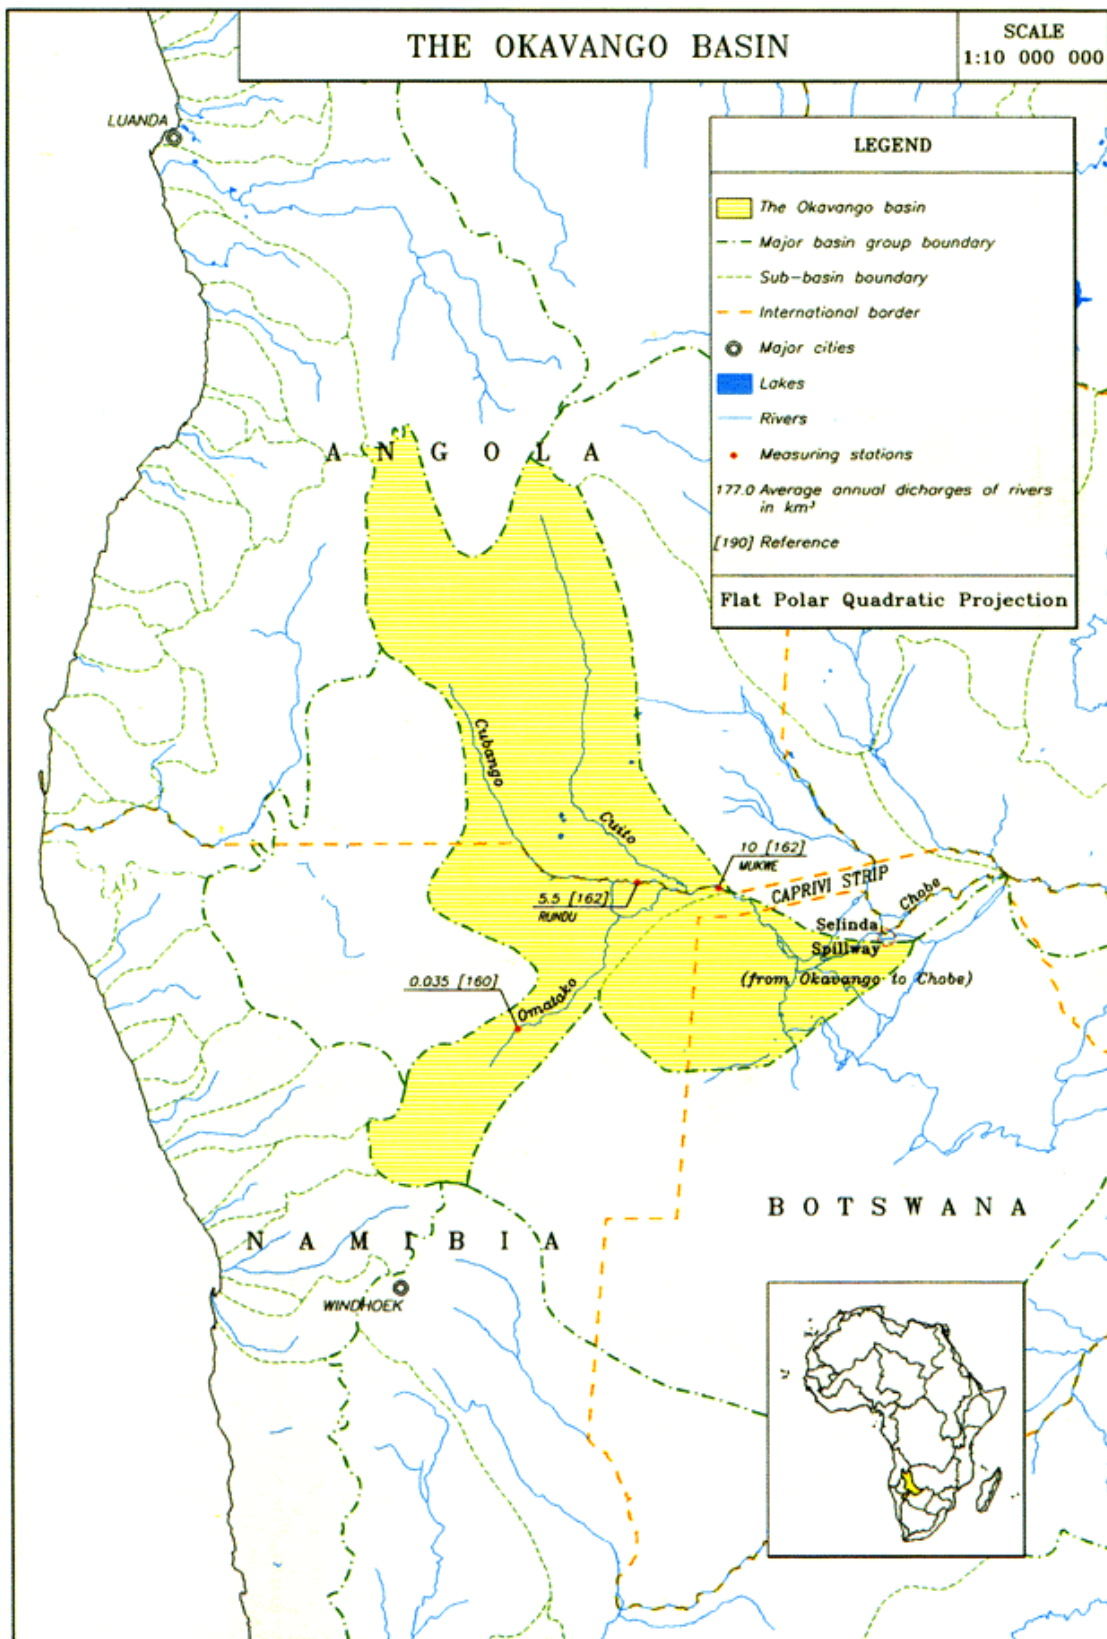 THE OKAVANGO BASIN
SCALE
1:10 000 000
LUANDA
LEGEND
The Okavango basin
Major basin group boundary
Sub-basin boundary
International border
Major cities
Lakes
Rivers
Measuring stations
177.0 Average annual dicharges of rivers
in km³
[190] Reference
Flat Polar Quadratic Projection
ANGOLA
Cubango
Cuito
10 [162]
MUKWE
CAPRIVI STRIP
Chobe
5.5 [162]
RUNDU
Selinda
Spillway
(from Okavango to Chobe)
0.035 [160]
Omatako
BOTSWANA
NAMIBIA
WINDHOEK